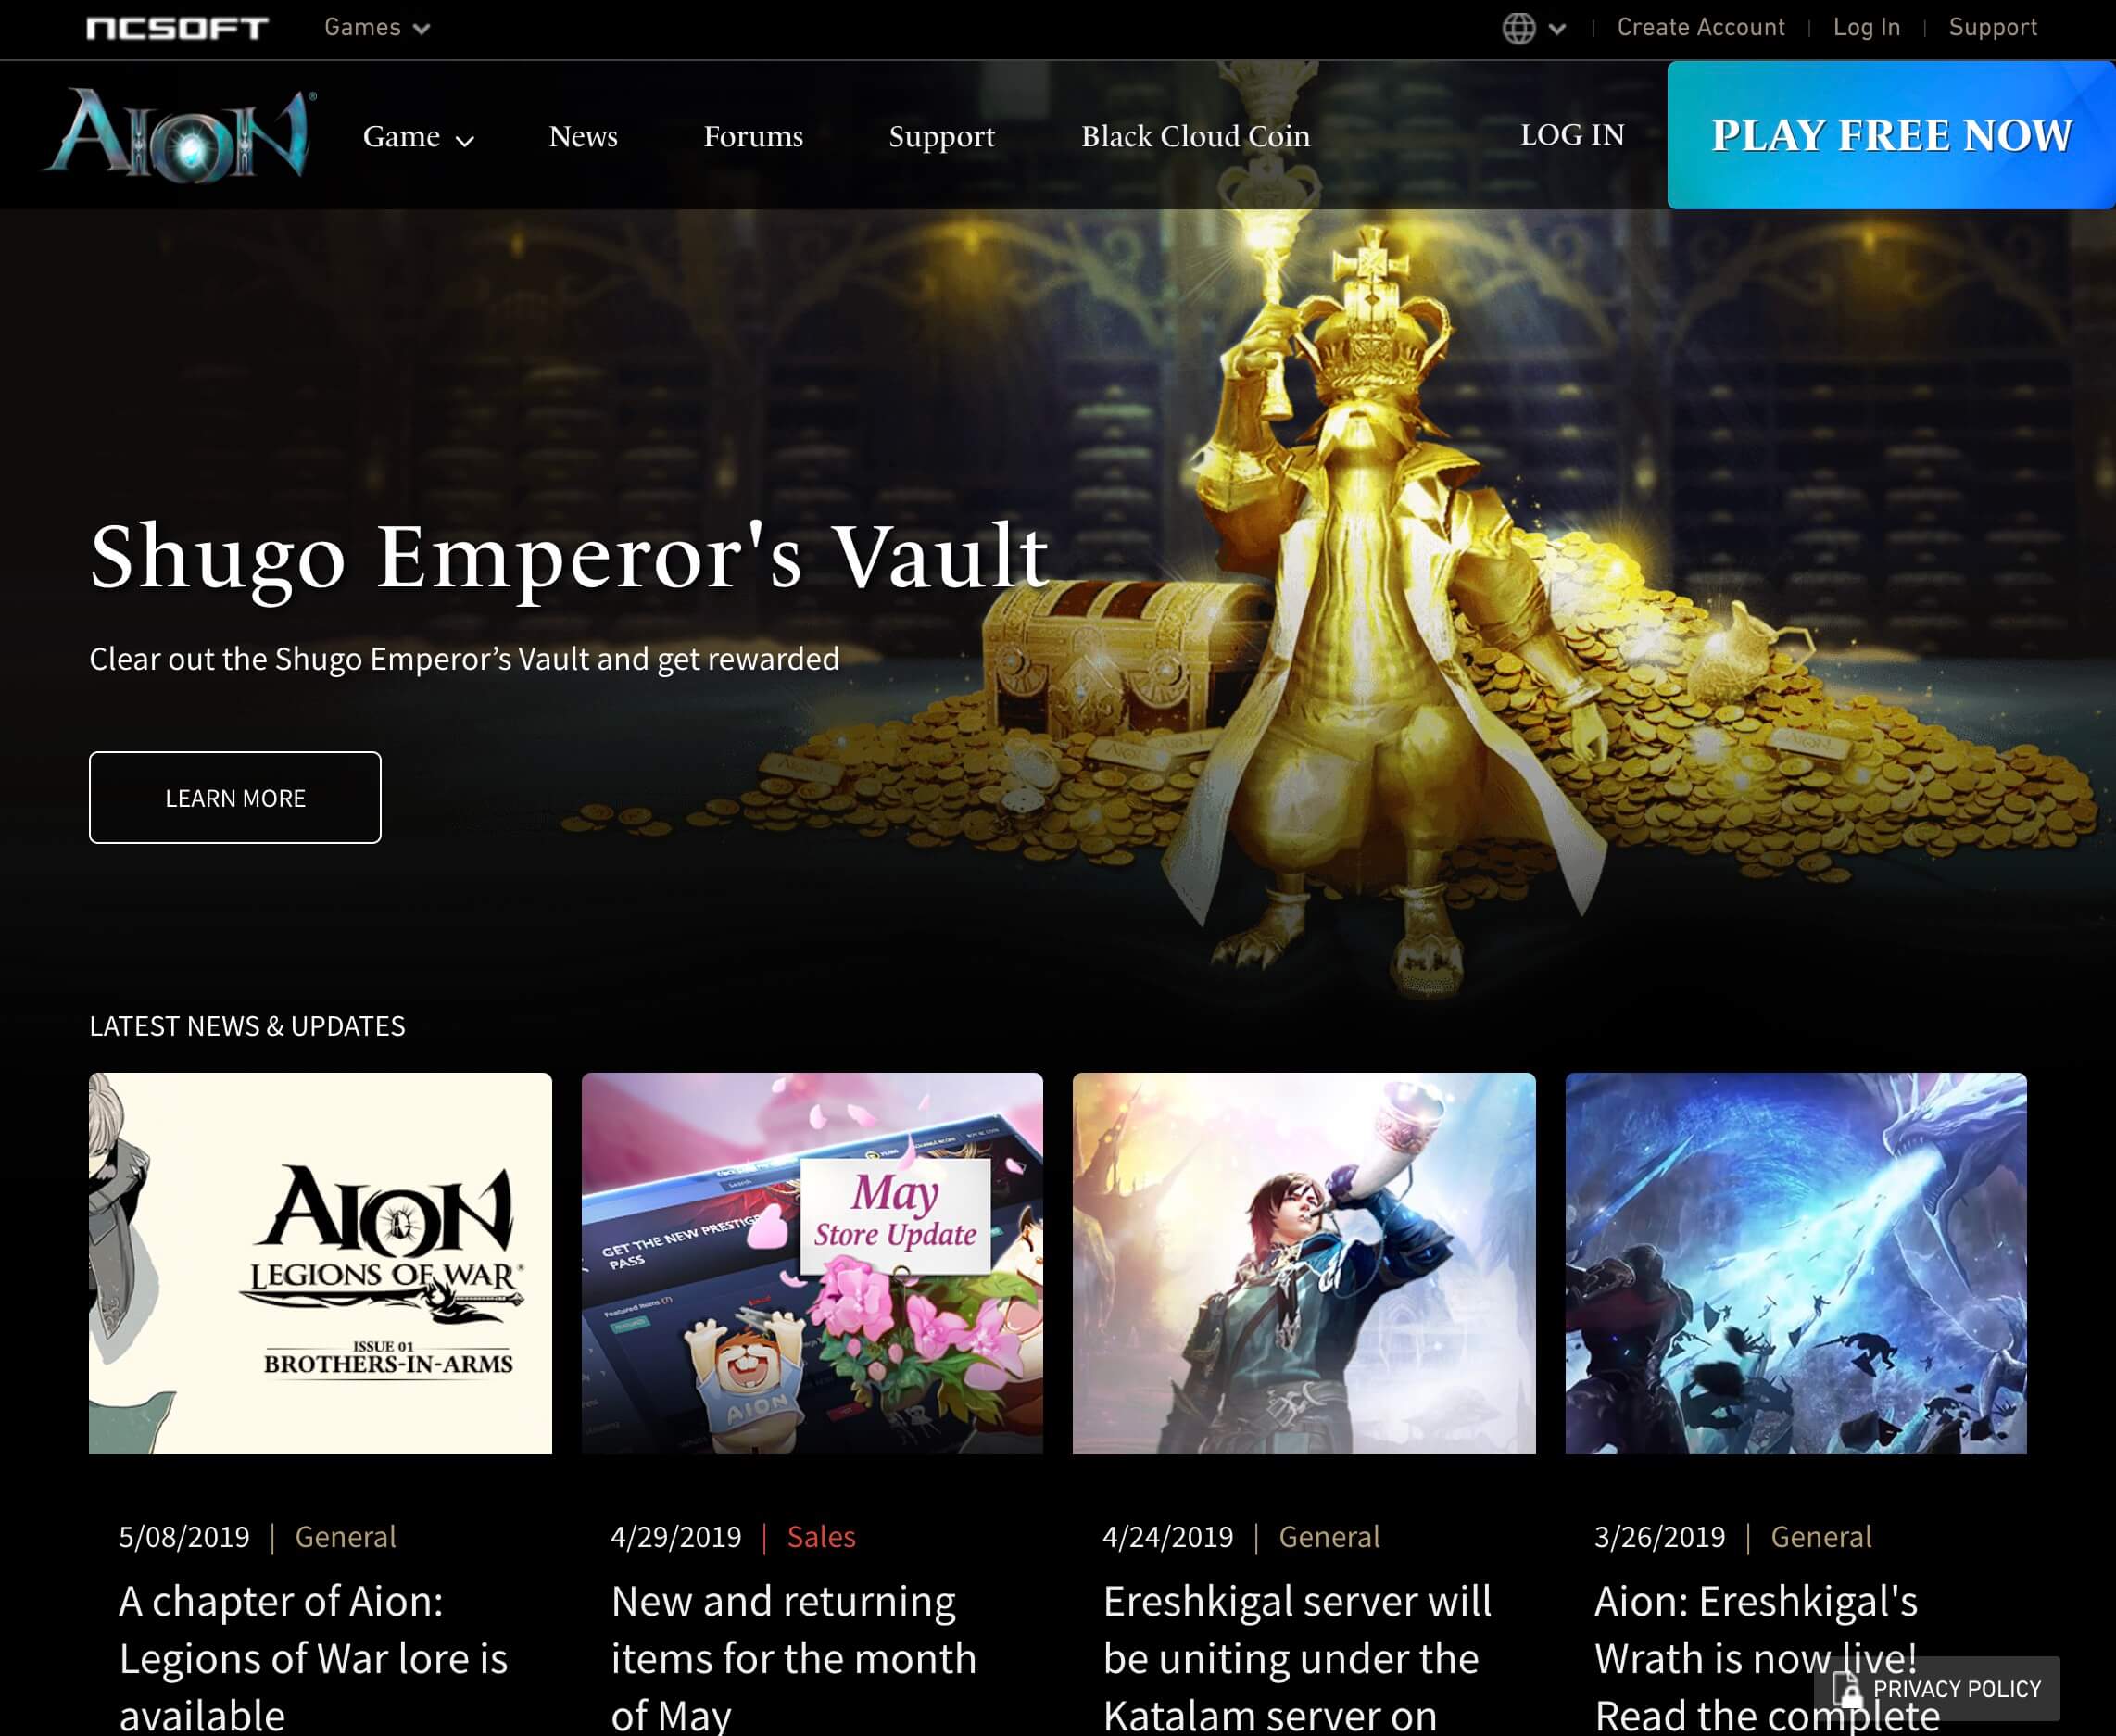 NCSOFT
Games
Create Account
Log In
Support
AION®
Game
News
Forums
Support
Black Cloud Coin
LOG IN
PLAY FREE NOW
Shugo Emperor's Vault
Clear out the Shugo Emperor’s Vault and get rewarded
LEARN MORE
LATEST NEWS & UPDATES
AION
LEGIONS OF WAR
ISSUE 01
BROTHERS-IN-ARMS
5/08/2019 | General
A chapter of Aion:
Legions of War lore is
available
Search
GET THE NEW PRESTIGE
PASS
Featured Items (7)
May
Store Update
AION
4/29/2019 | Sales
New and returning
items for the month
of May
4/24/2019 | General
Ereshkigal server will
be uniting under the
Katalam server on
3/26/2019 | General
Aion: Ereshkigal's
Wrath is now live!
Read the complete
PRIVACY POLICY